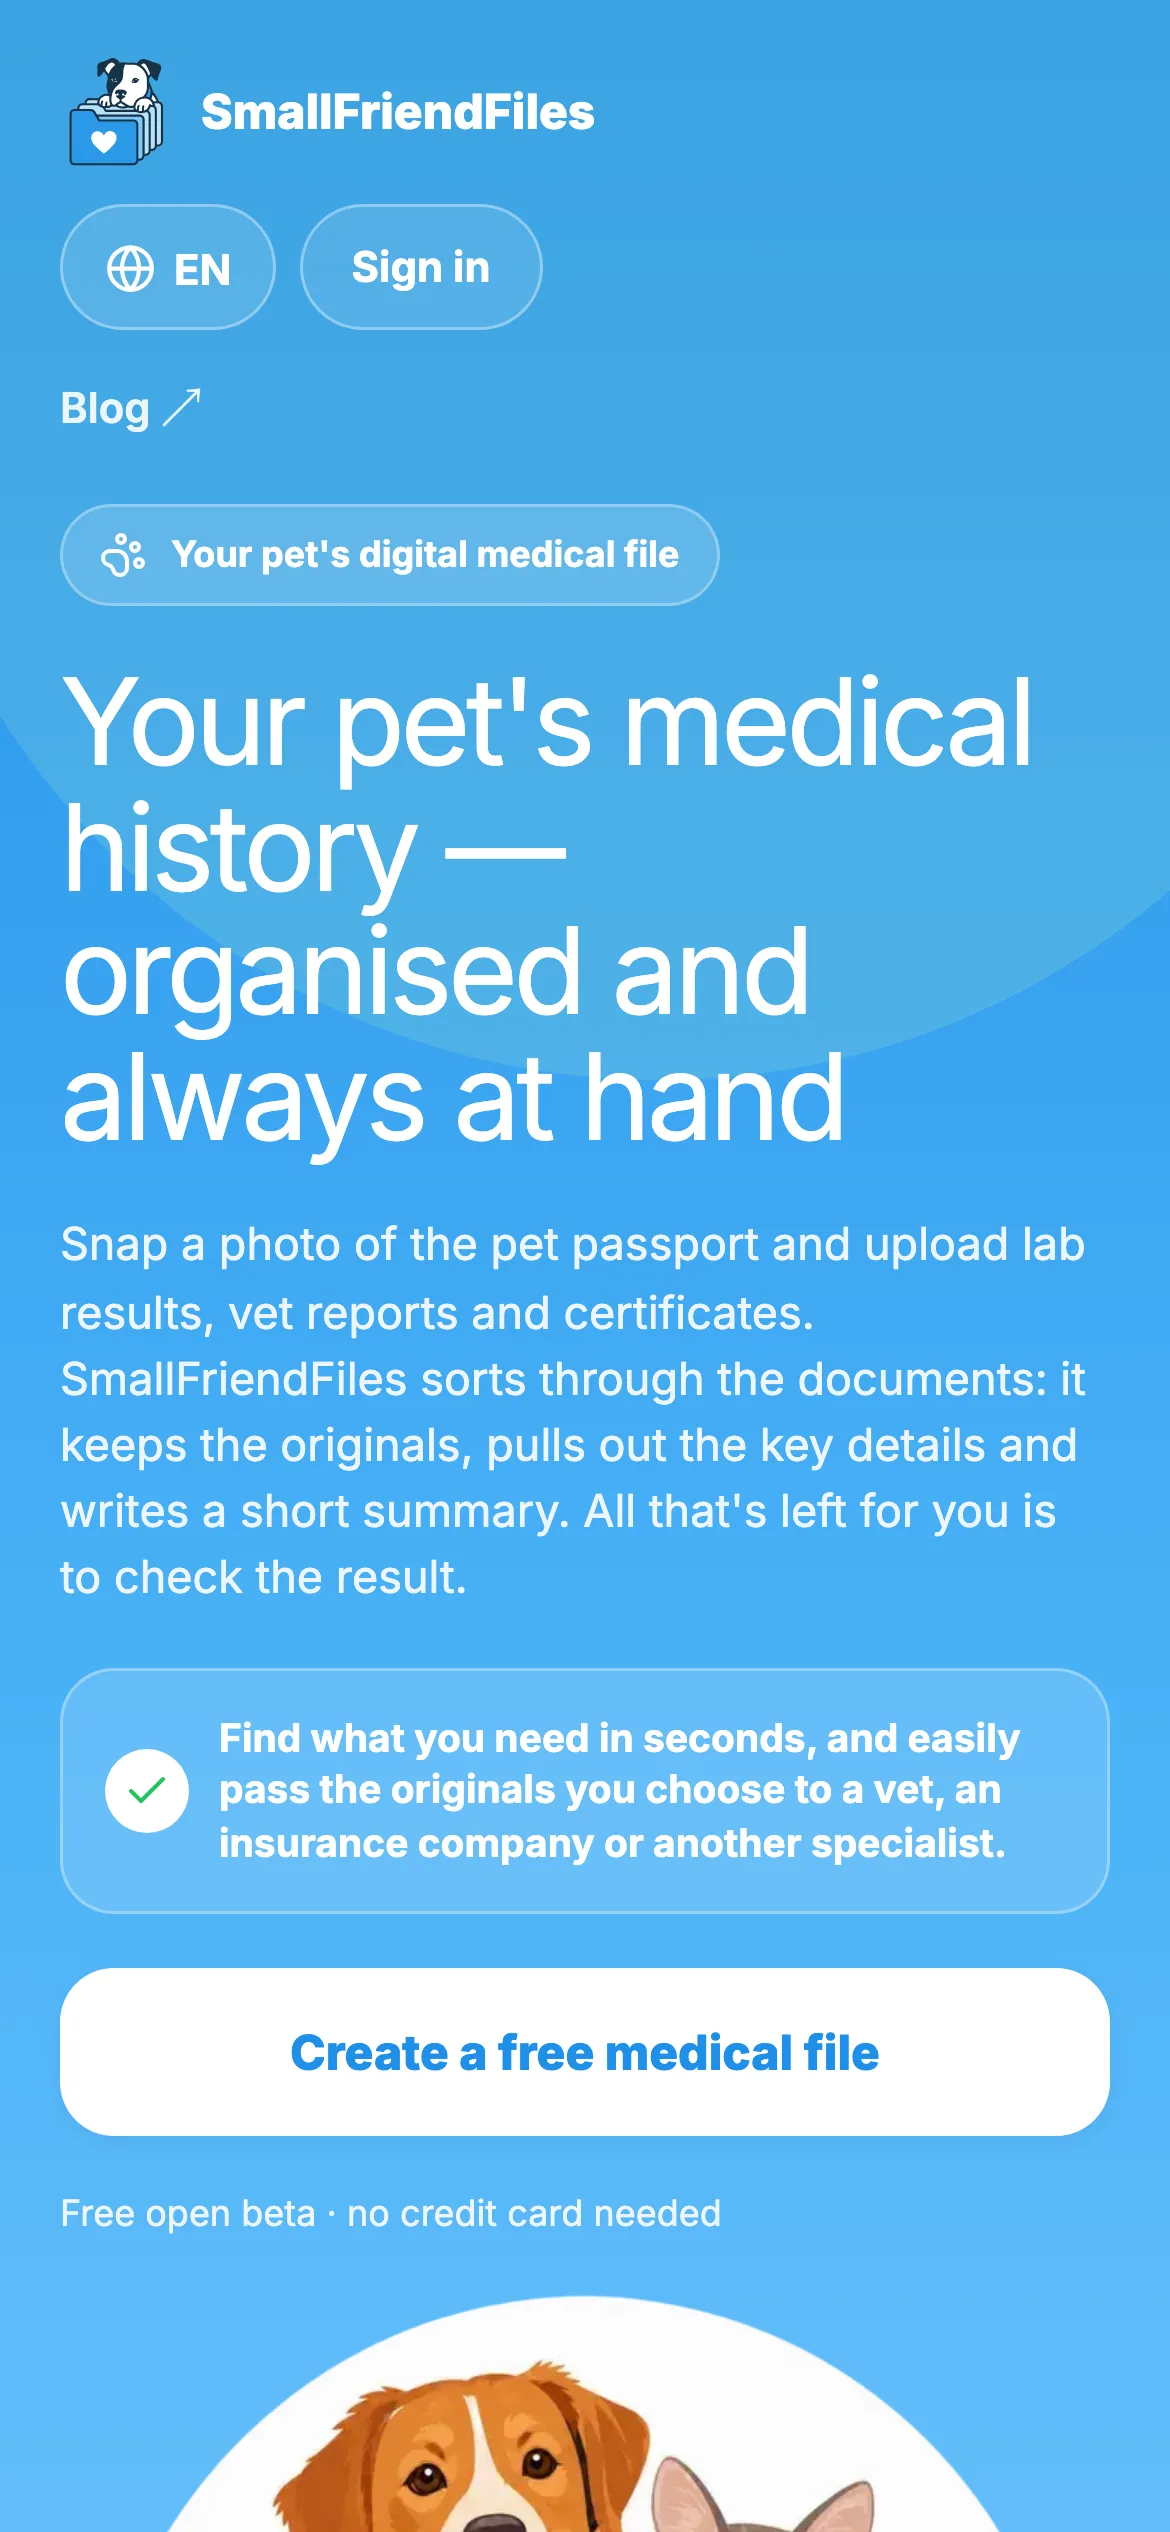 SmallFriendFiles
EN
Sign in
Blog ↗
Your pet's digital medical file
Your pet's medical
history —
organised and
always at hand
Snap a photo of the pet passport and upload lab
results, vet reports and certificates.
SmallFriendFiles sorts through the documents: it
keeps the originals, pulls out the key details and
writes a short summary. All that's left for you is
to check the result.
Find what you need in seconds, and easily
pass the originals you choose to a vet, an
insurance company or another specialist.
Create a free medical file
Free open beta · no credit card needed